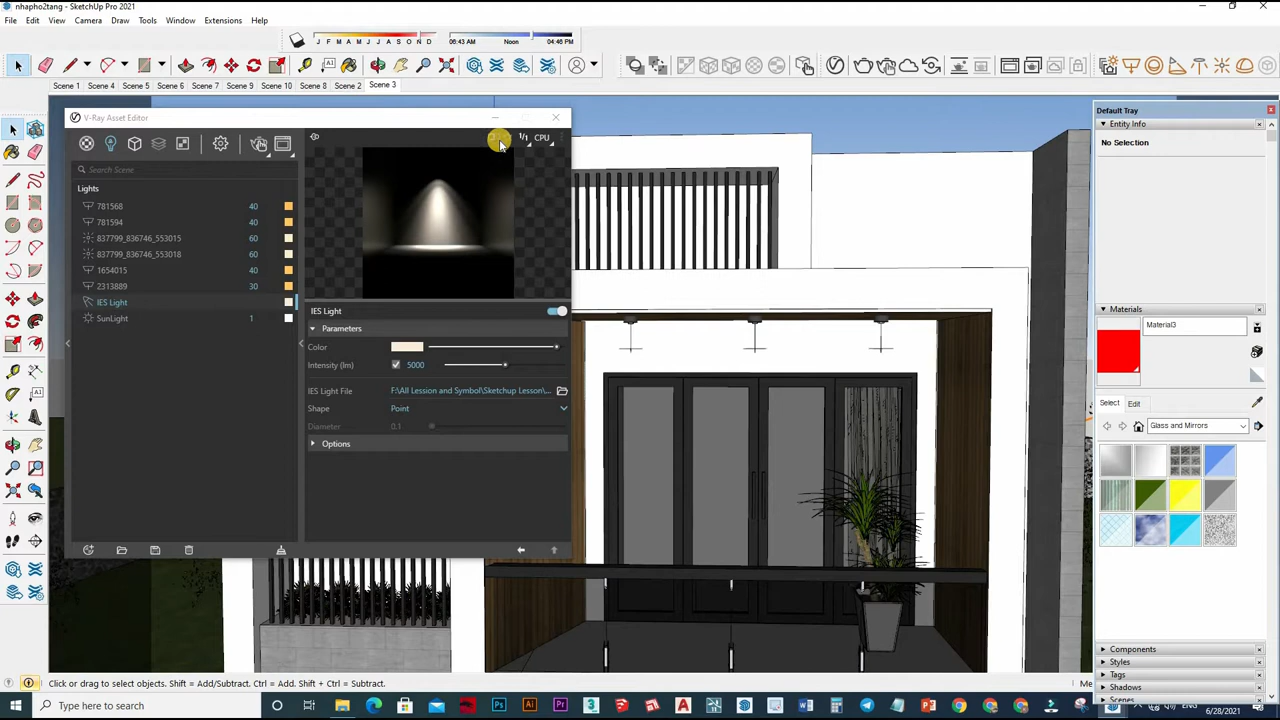 nhapho2tang - SketchUp Pro 2021
File Edit View Camera Draw Tools Window Extensions Help
J F M A M J J A S O N D
06:43 AM Noon 04:46 PM
Scene 1 Scene 4 Scene 5 Scene 6 Scene 7 Scene 9 Scene 10 Scene 8 Scene 2 Scene 3
V-Ray Asset Editor
1/1 CPU
Search Scene
Lights
781568 40
781594 40
837799_836746_553015 60
837799_836746_553018 60
1654015 40
2313889 30
IES Light
SunLight 1
IES Light
Parameters
Color
Intensity (lm) 5000
IES Light File F:\All Lession and Symbol\Sketchup Lesson\...
Shape Point
Diameter 0.1
Options
Default Tray
Entity Info
No Selection
Materials
Material3
Select Edit
Glass and Mirrors
Components
Styles
Tags
Shadows
Scenes
Click or drag to select objects. Shift = Add/Subtract. Ctrl = Add. Shift + Ctrl = Subtract.
Me
Type here to search
6/28/2021